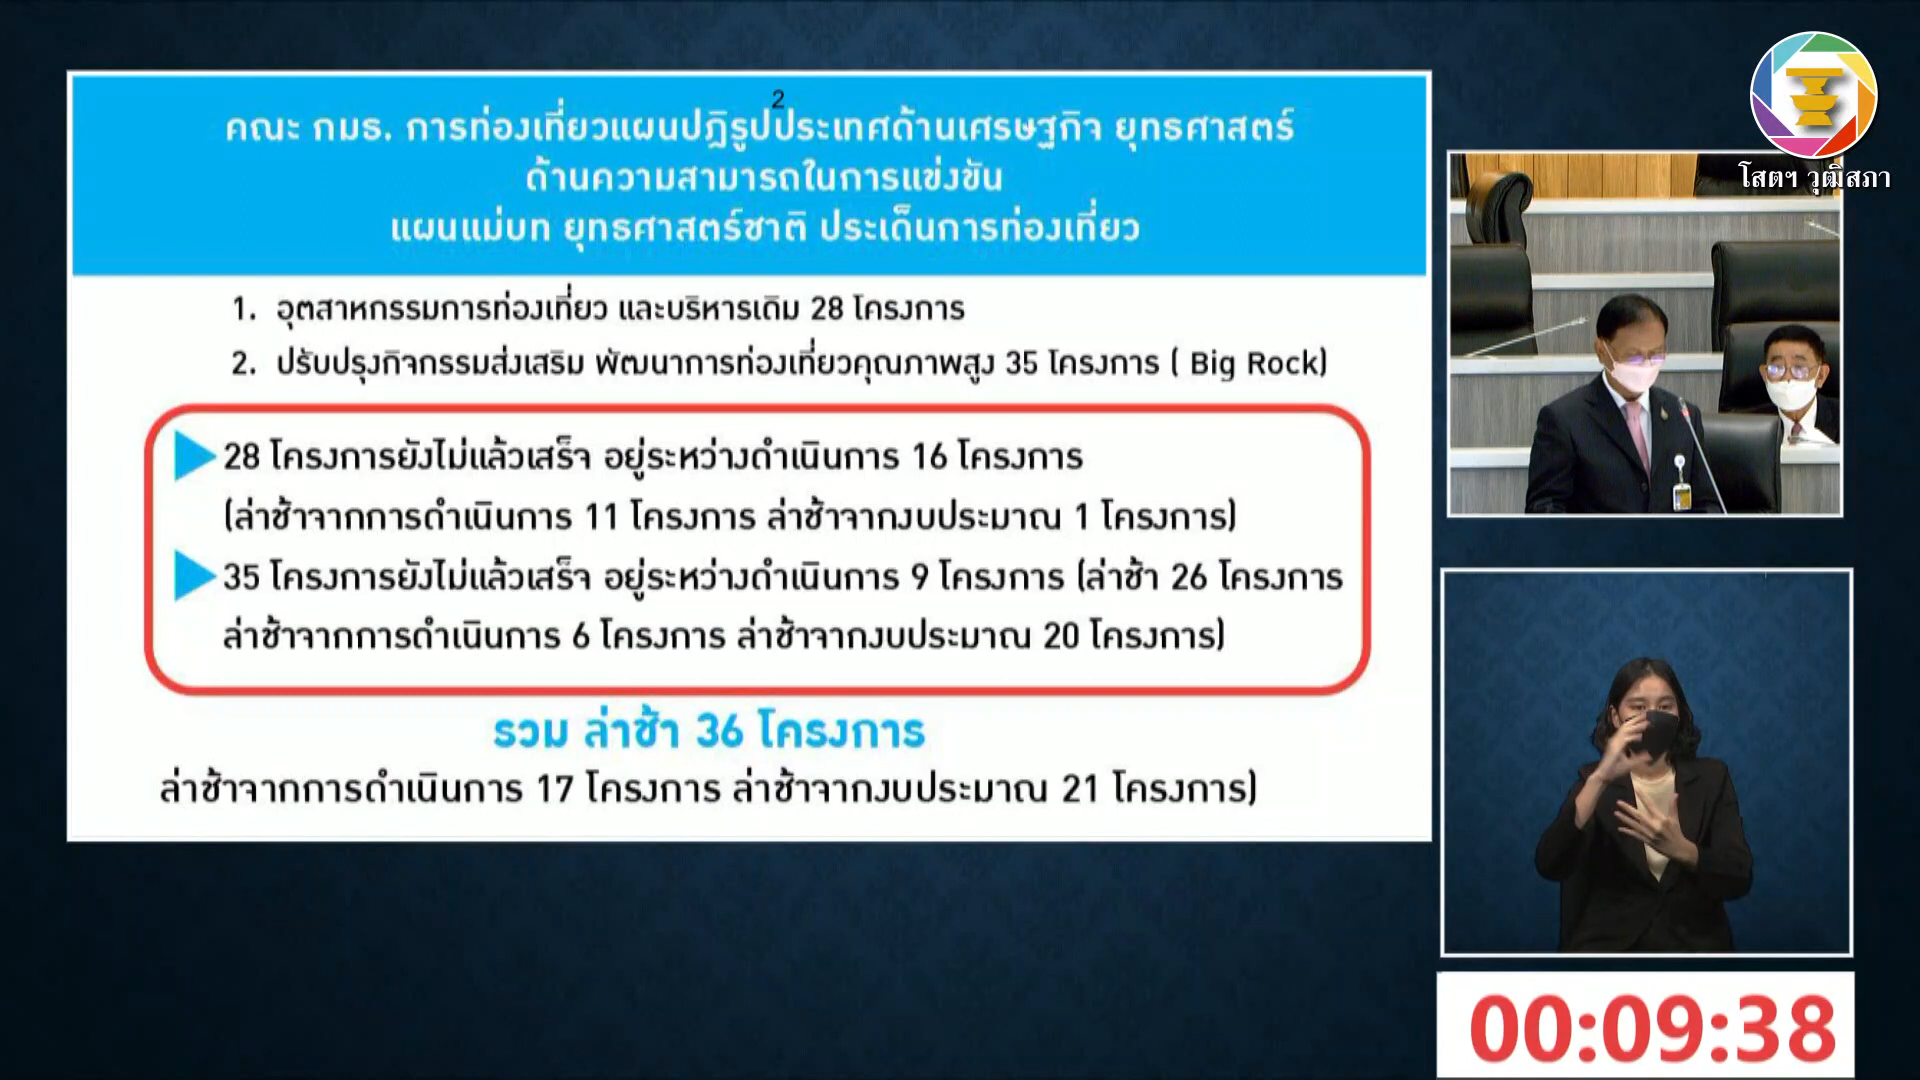 2
คณะ กมธ. การท่องเที่ยวแผนปฏิรูปประเทศด้านเศรษฐกิจ ยุทธศาสตร์
ด้านความสามารถในการแข่งขัน
แผนแม่บท ยุทธศาสตร์ชาติ ประเด็นการท่องเที่ยว
1. อุตสาหกรรมการท่องเที่ยว และบริหารเดิม 28 โครงการ
2. ปรับปรุงกิจกรรมส่งเสริม พัฒนาการท่องเที่ยวคุณภาพสูง 35 โครงการ ( Big Rock)
28 โครงการยังไม่แล้วเสร็จ อยู่ระหว่างดำเนินการ 16 โครงการ
(ล่าช้าจากการดำเนินการ 11 โครงการ ล่าช้าจากงบประมาณ 1 โครงการ)
35 โครงการยังไม่แล้วเสร็จ อยู่ระหว่างดำเนินการ 9 โครงการ (ล่าช้า 26 โครงการ
ล่าช้าจากการดำเนินการ 6 โครงการ ล่าช้าจากงบประมาณ 20 โครงการ)
รวม ล่าช้า 36 โครงการ
ล่าช้าจากการดำเนินการ 17 โครงการ ล่าช้าจากงบประมาณ 21 โครงการ)
โสตฯ วุฒิสภา
00:09:38